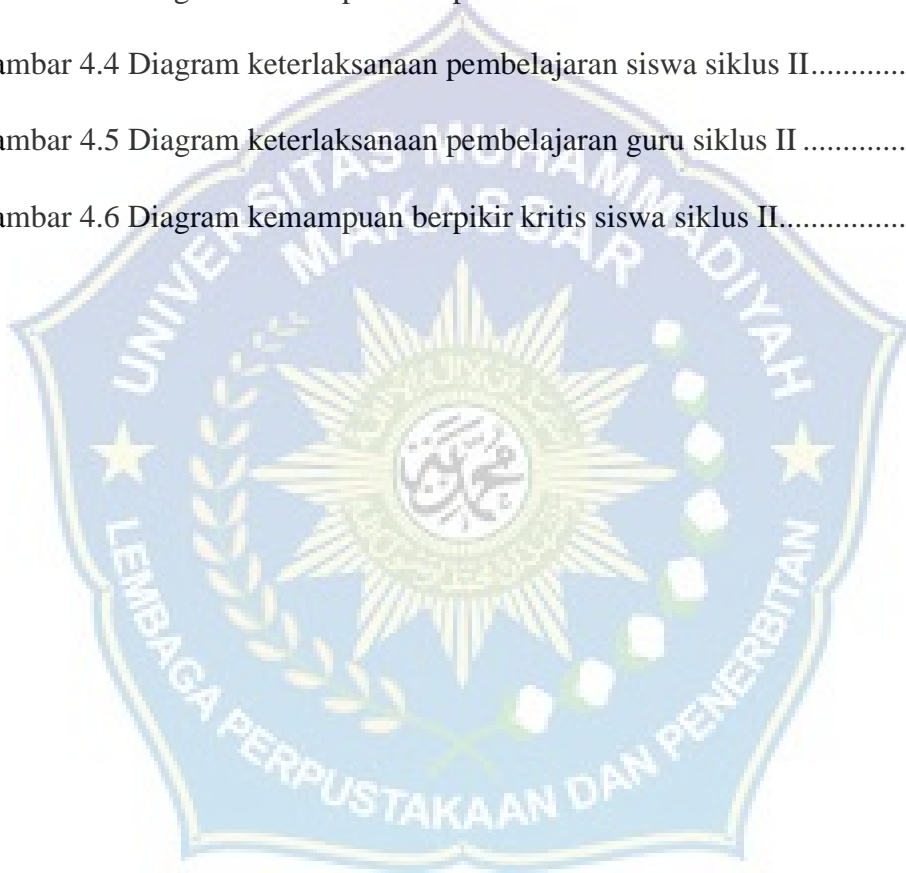 ambar 4.4 Diagram keterlaksanaan pembelajaran siswa siklus II............
ambar 4.5 Diagram keterlaksanaan pembelajaran guru siklus II .............
ambar 4.6 Diagram kemampuan berpikir kritis siswa siklus II................
UNIVERSITAS MUHAMMADIYAH
MAKASSAR
LEMBAGA PERPUSTAKAAN DAN PENERBITAN